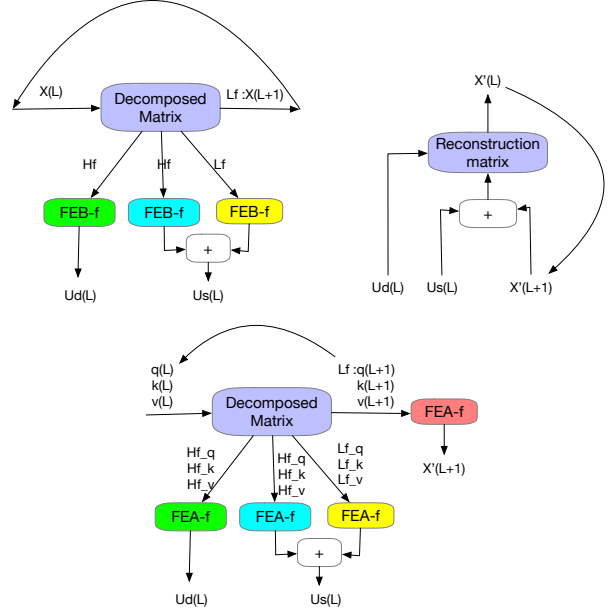 X(L)
Decomposed
Matrix
Lf :X(L+1)
Hf
Hf
Lf
FEB-f
FEB-f
FEB-f
+
Ud(L)
Us(L)
X'(L)
Reconstruction
matrix
+
Ud(L)
Us(L)
X'(L+1)
q(L)
k(L)
v(L)
Decomposed
Matrix
Lf :q(L+1)
k(L+1)
v(L+1)
FEA-f
X'(L+1)
Hf_q
Hf_k
Hf_v
Hf_q
Hf_k
Hf_v
Lf_q
Lf_k
Lf_v
FEA-f
FEA-f
FEA-f
+
Ud(L)
Us(L)